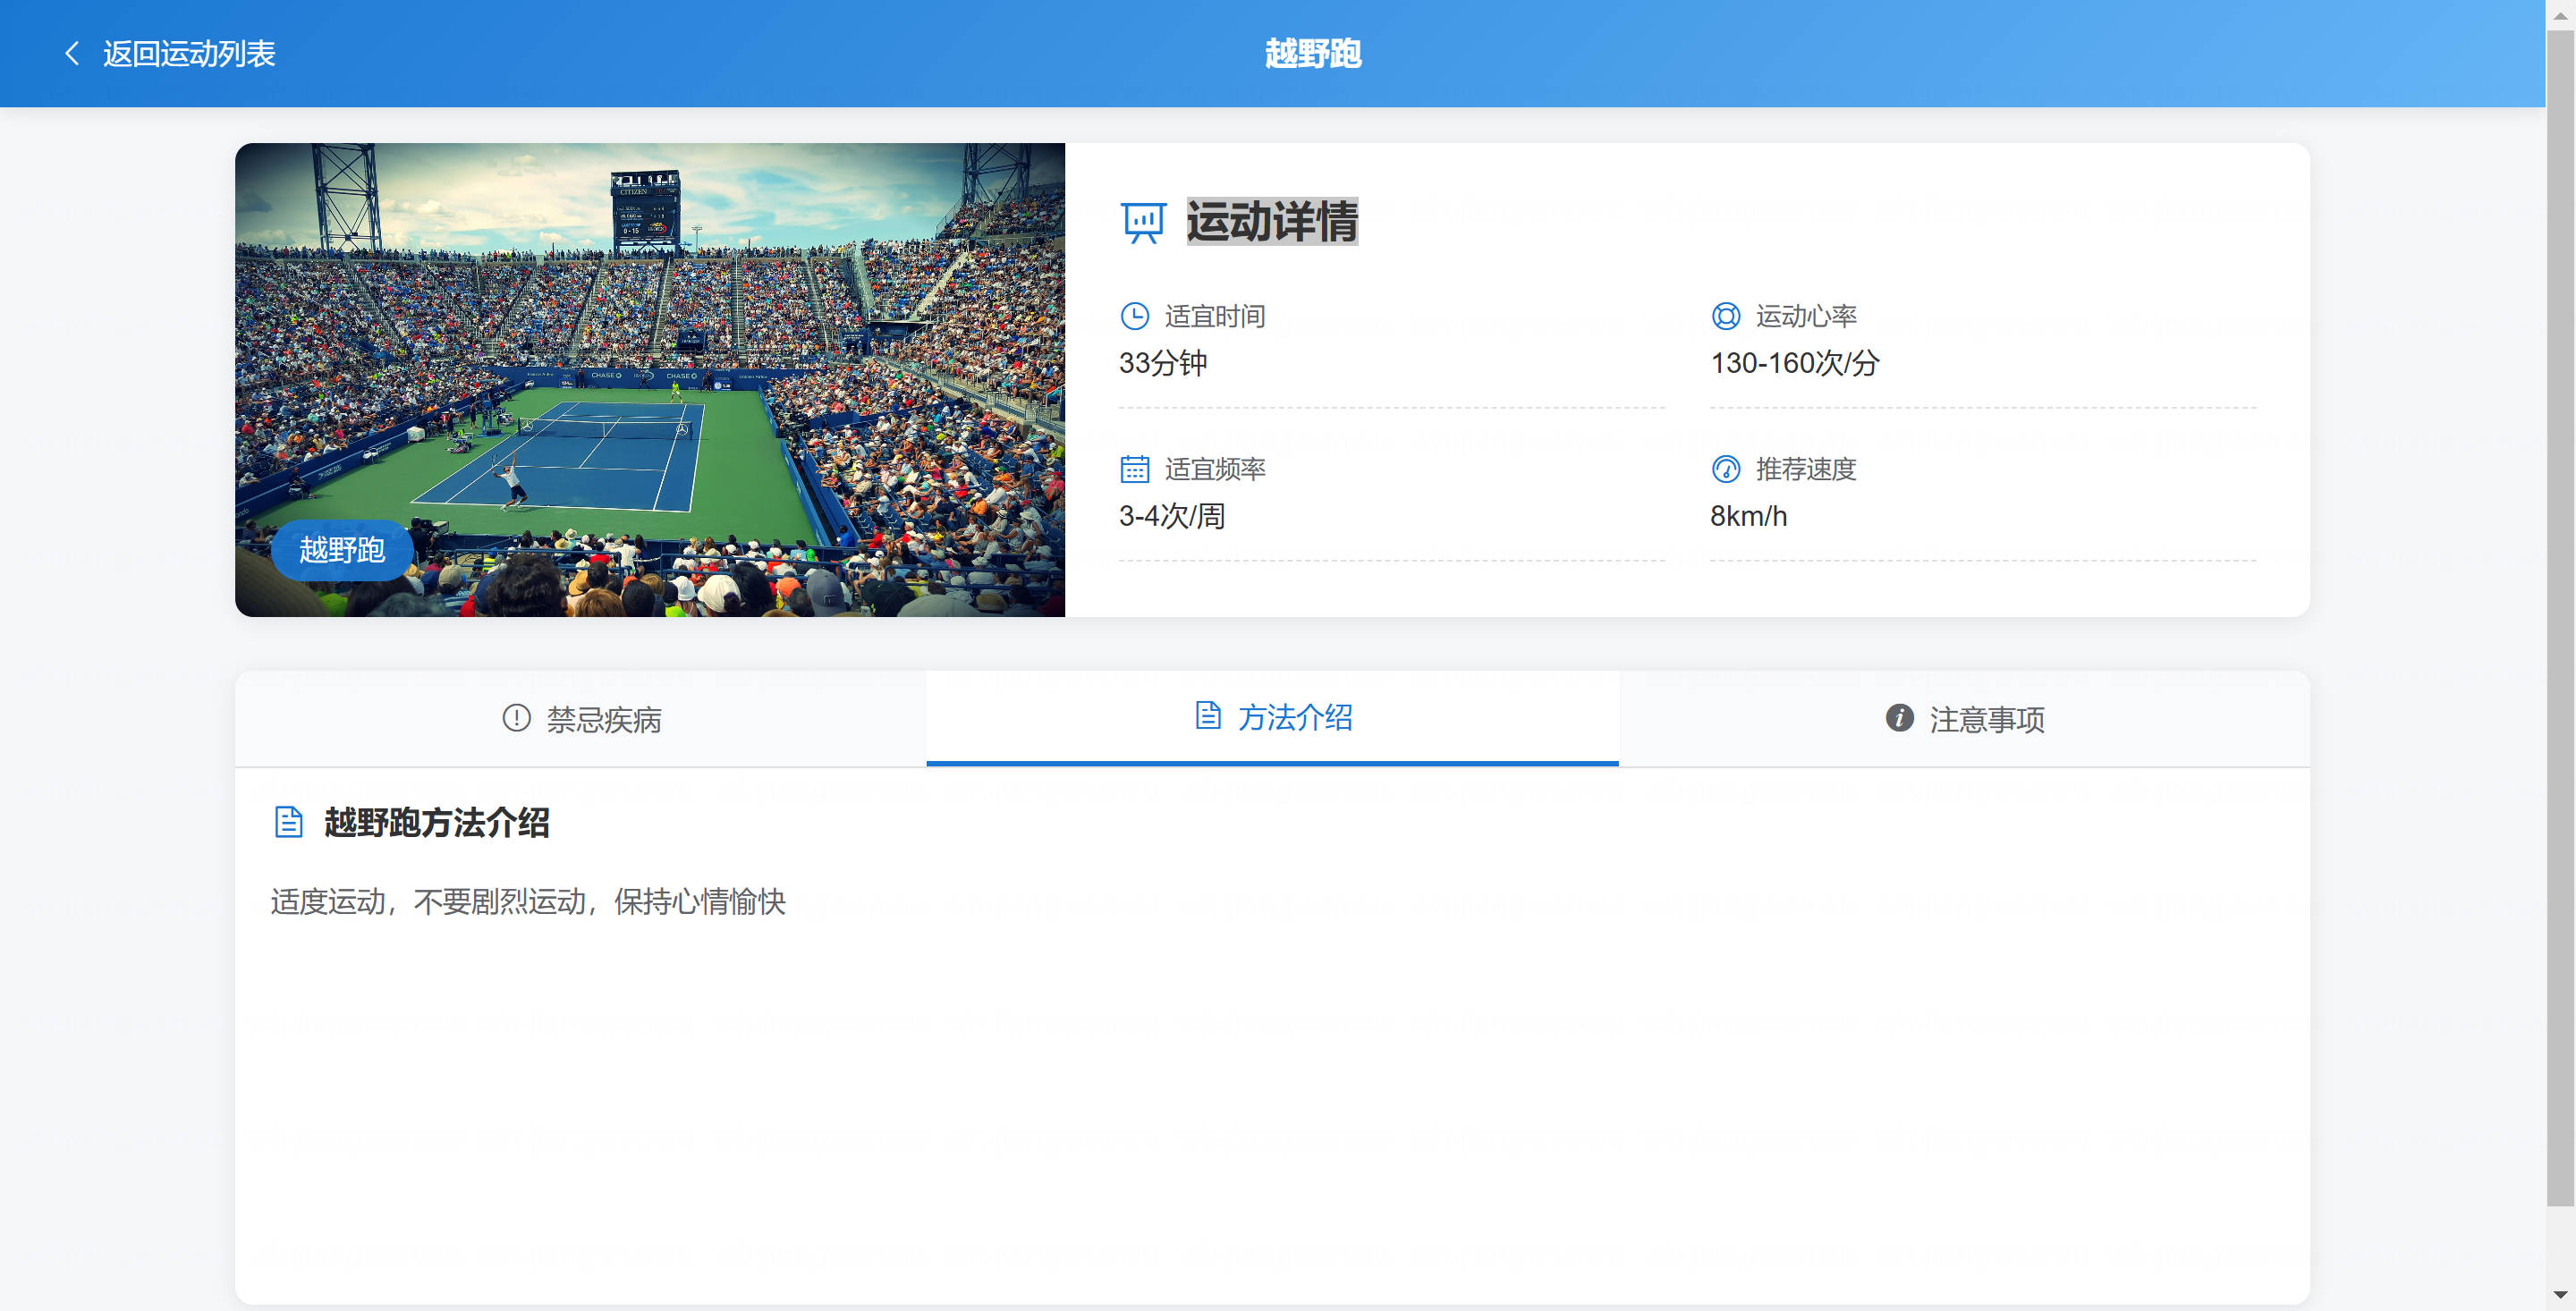 返回运动列表
越野跑
CITIZEN
CHASE
CHASE
越野跑
运动详情
适宜时间
33分钟
运动心率
130-160次/分
适宜频率
3-4次/周
推荐速度
8km/h
禁忌疾病
方法介绍
注意事项
越野跑方法介绍
适度运动，不要剧烈运动，保持心情愉快